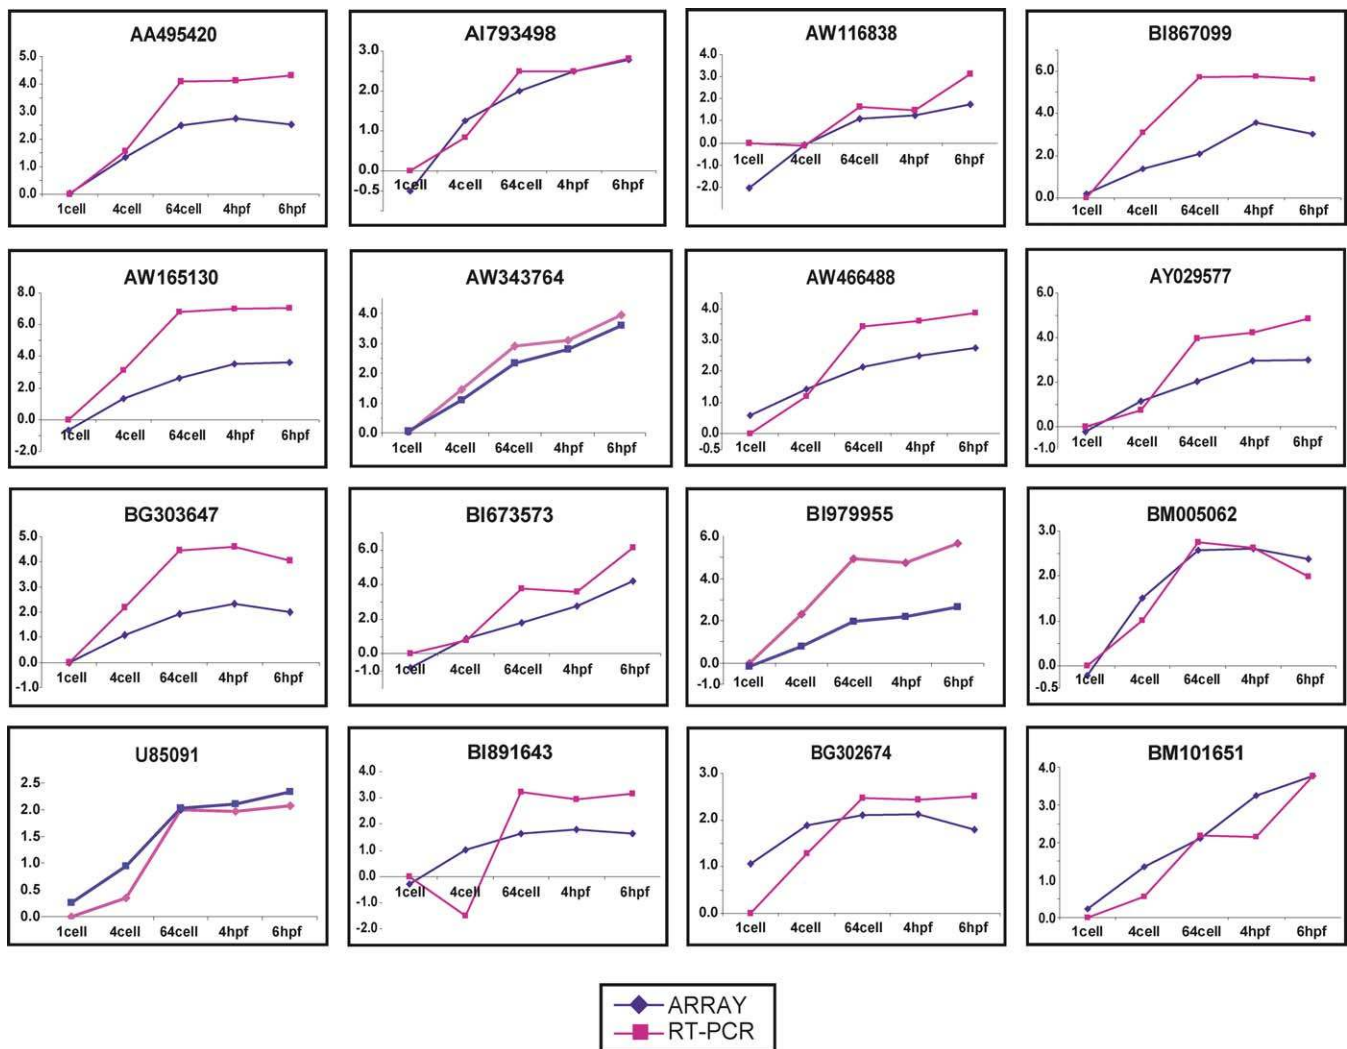 AA495420
5.0
4.0
3.0
2.0
1.0
0.0
1cell 4cell 64cell 4hpf 6hpf
AI793498
3.0
2.0
1.0
0.0
-0.5
1cell 4cell 64cell 4hpf 6hpf
AW116838
4.0
3.0
2.0
1.0
0.0
-1.0
-2.0
1cell 4cell 64cell 4hpf 6hpf
BI867099
6.0
4.0
2.0
0.0
1cell 4cell 64cell 4hpf 6hpf
AW165130
8.0
6.0
4.0
2.0
0.0
-2.0
1cell 4cell 64cell 4hpf 6hpf
AW343764
4.0
3.0
2.0
1.0
0.0
1cell 4cell 64cell 4hpf 6hpf
AW466488
4.0
3.0
2.0
1.0
0.0
-0.5
1cell 4cell 64cell 4hpf 6hpf
AY029577
6.0
4.0
2.0
0.0
-1.0
1cell 4cell 64cell 4hpf 6hpf
BG303647
5.0
4.0
3.0
2.0
1.0
0.0
-1.0
1cell 4cell 64cell 4hpf 6hpf
BI673573
6.0
4.0
2.0
0.0
-1.0
1cell 4cell 64cell 4hpf 6hpf
BI979955
6.0
4.0
2.0
0.0
-1.0
1cell 4cell 64cell 4hpf 6hpf
BM005062
3.0
2.0
1.0
0.0
-0.5
1cell 4cell 64cell 4hpf 6hpf
U85091
2.5
2.0
1.5
1.0
0.5
0.0
1cell 4cell 64cell 4hpf 6hpf
BI891643
4.0
3.0
2.0
1.0
0.0
-1.0
-2.0
1cell 4cell 64cell 4hpf 6hpf
BG302674
3.0
2.0
1.0
0.0
1cell 4cell 64cell 4hpf 6hpf
BM101651
4.0
3.0
2.0
1.0
0.0
1cell 4cell 64cell 4hpf 6hpf
ARRAY
RT-PCR